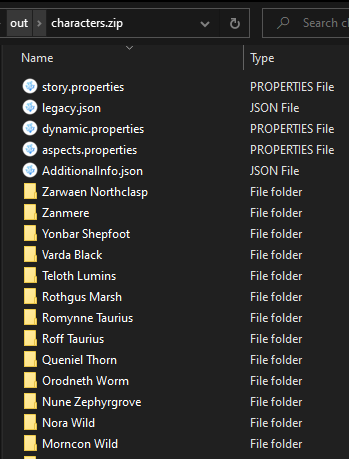 out > characters.zip Search c
Name Type
story.properties PROPERTIES File
legacy.json JSON File
dynamic.properties PROPERTIES File
aspects.properties PROPERTIES File
AdditionalInfo.json JSON File
Zarwaen Northclasp File folder
Zanmere File folder
Yonbar Shepfoot File folder
Varda Black File folder
Teloth Lumins File folder
Rothgus Marsh File folder
Romynne Taurius File folder
Roff Taurius File folder
Queniel Thorn File folder
Orodneth Worm File folder
Nune Zephyrgrove File folder
Nora Wild File folder
Morncon Wild File folder